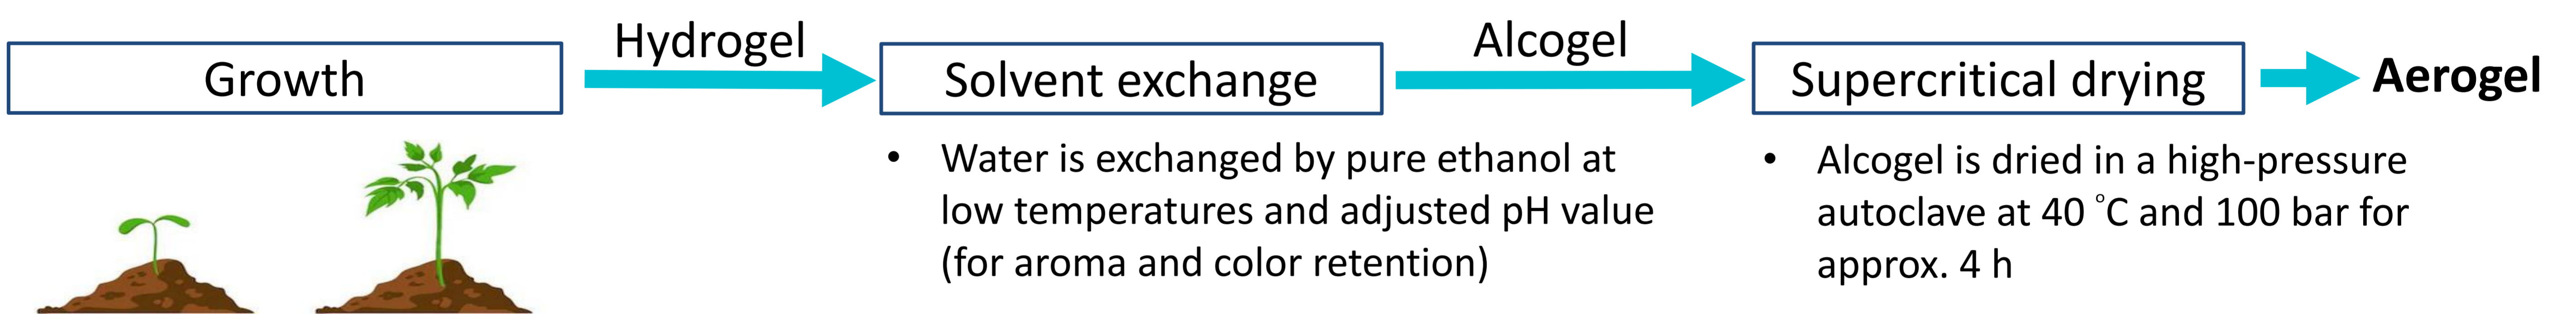 Growth
Hydrogel
Solvent exchange
Alcogel
Supercritical drying
Aerogel
• Water is exchanged by pure ethanol at
low temperatures and adjusted pH value
(for aroma and color retention)
• Alcogel is dried in a high-pressure
autoclave at 40 °C and 100 bar for
approx. 4 h